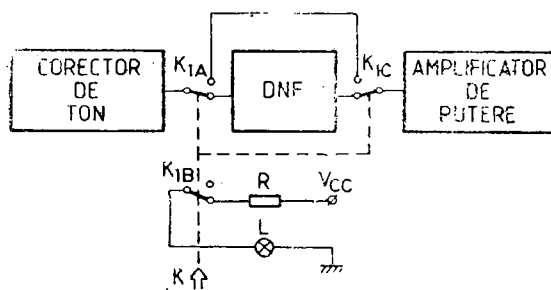 CORECTOR
DE
TON
K1A
DNF
K1C
AMPLIFICATOR
DE
PUTERE
K1B
R
VCC
L
K